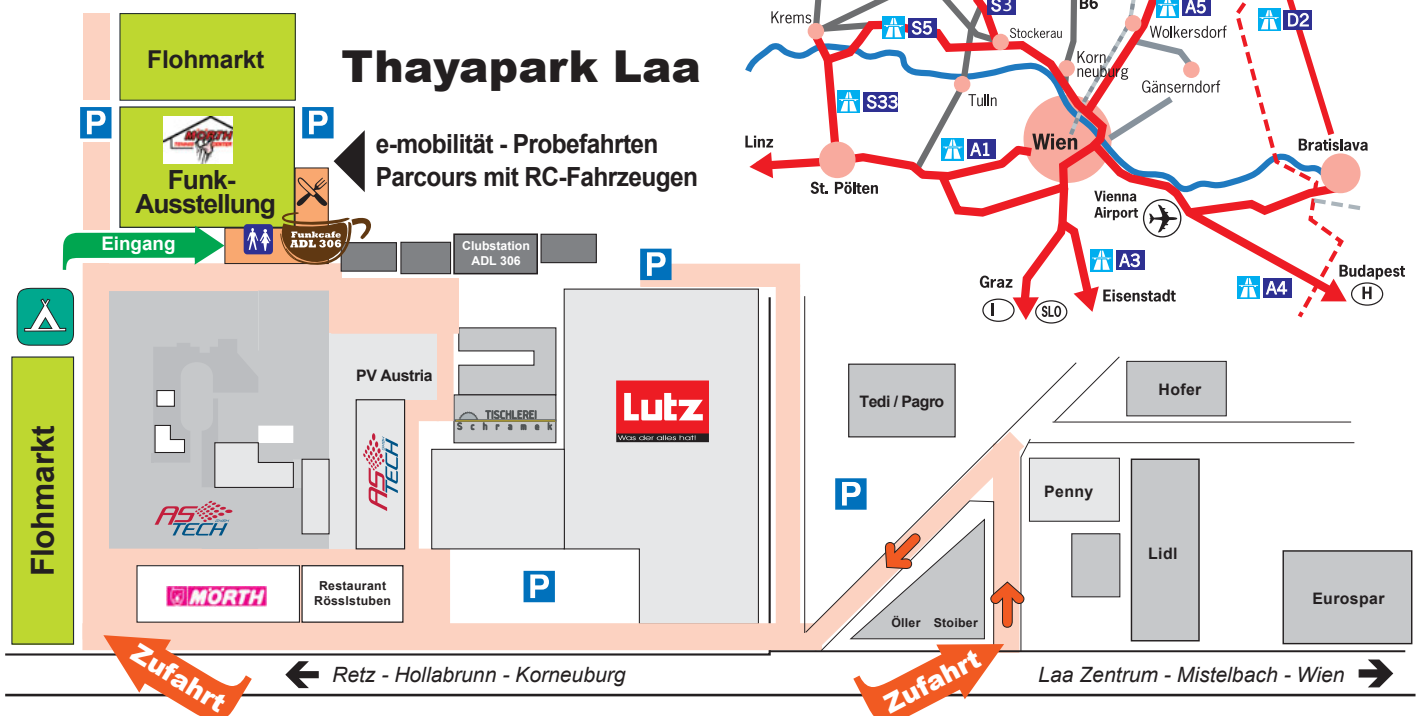 Flohmarkt
Thayapark Laa
P
P
MÖRTH
Funk-
Ausstellung
e-mobilität - Probefahrten
Parcours mit RC-Fahrzeugen
Eingang
Funkcafe
ADL 306
Clubstation
ADL 306
P
Krems
S5
S3
Stockerau
B6
A5
Wolkersdorf
D2
Korn
neuburg
Gänserndorf
S33
Tulln
Linz
A1
Wien
Bratislava
St. Pölten
Vienna
Airport
A3
Graz
I
SLO
Eisenstadt
A4
Budapest
H
Flohmarkt
PV Austria
AS
TECH
AS
TECH
TISCHLEREI
Schramek
Lutz
Was der alles hat!
MÖRTH
Restaurant
Rösslstuben
P
Tedi / Pagro
Hofer
P
Penny
Lidl
Eurospar
Öller Stoiber
Zufahrt
Retz - Hollabrunn - Korneuburg
Zufahrt
Laa Zentrum - Mistelbach - Wien